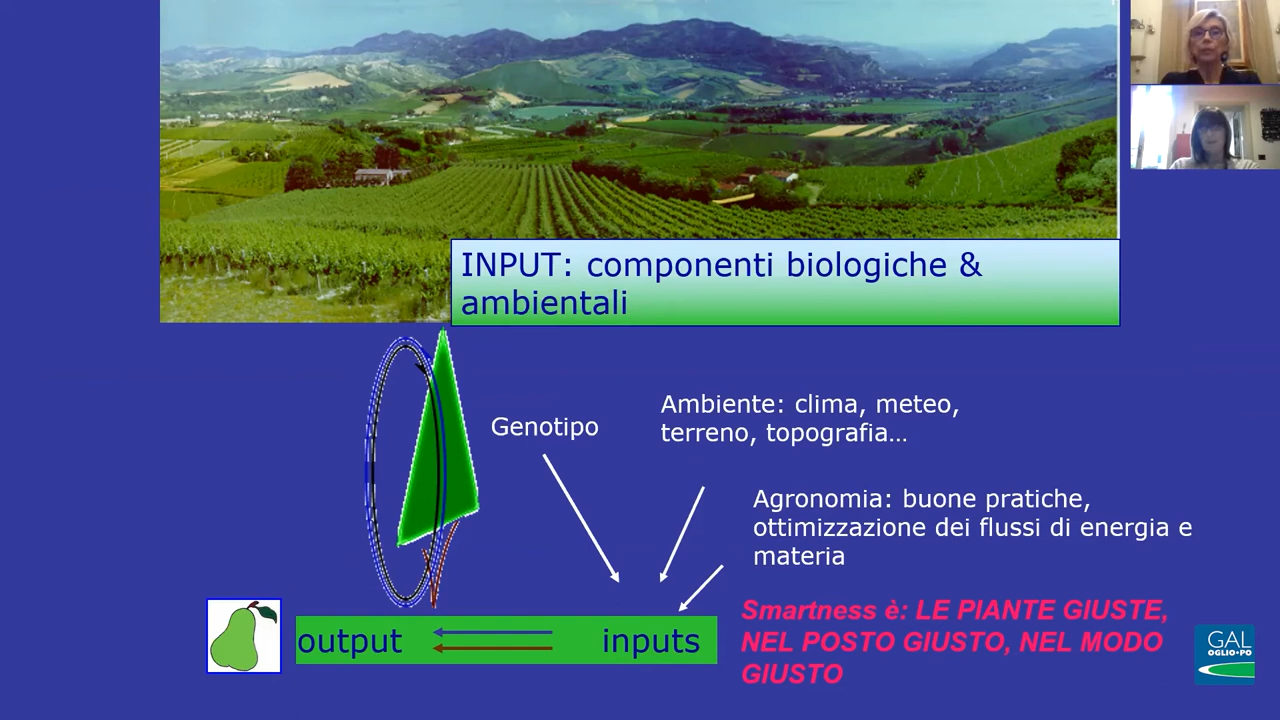 INPUT: componenti biologiche &
ambientali
Genotipo
Ambiente: clima, meteo,
terreno, topografia…
Agronomia: buone pratiche,
ottimizzazione dei flussi di energia e
materia
output
inputs
Smartness è: LE PIANTE GIUSTE,
NEL POSTO GIUSTO, NEL MODO
GIUSTO
GAL
OGLIO•PO